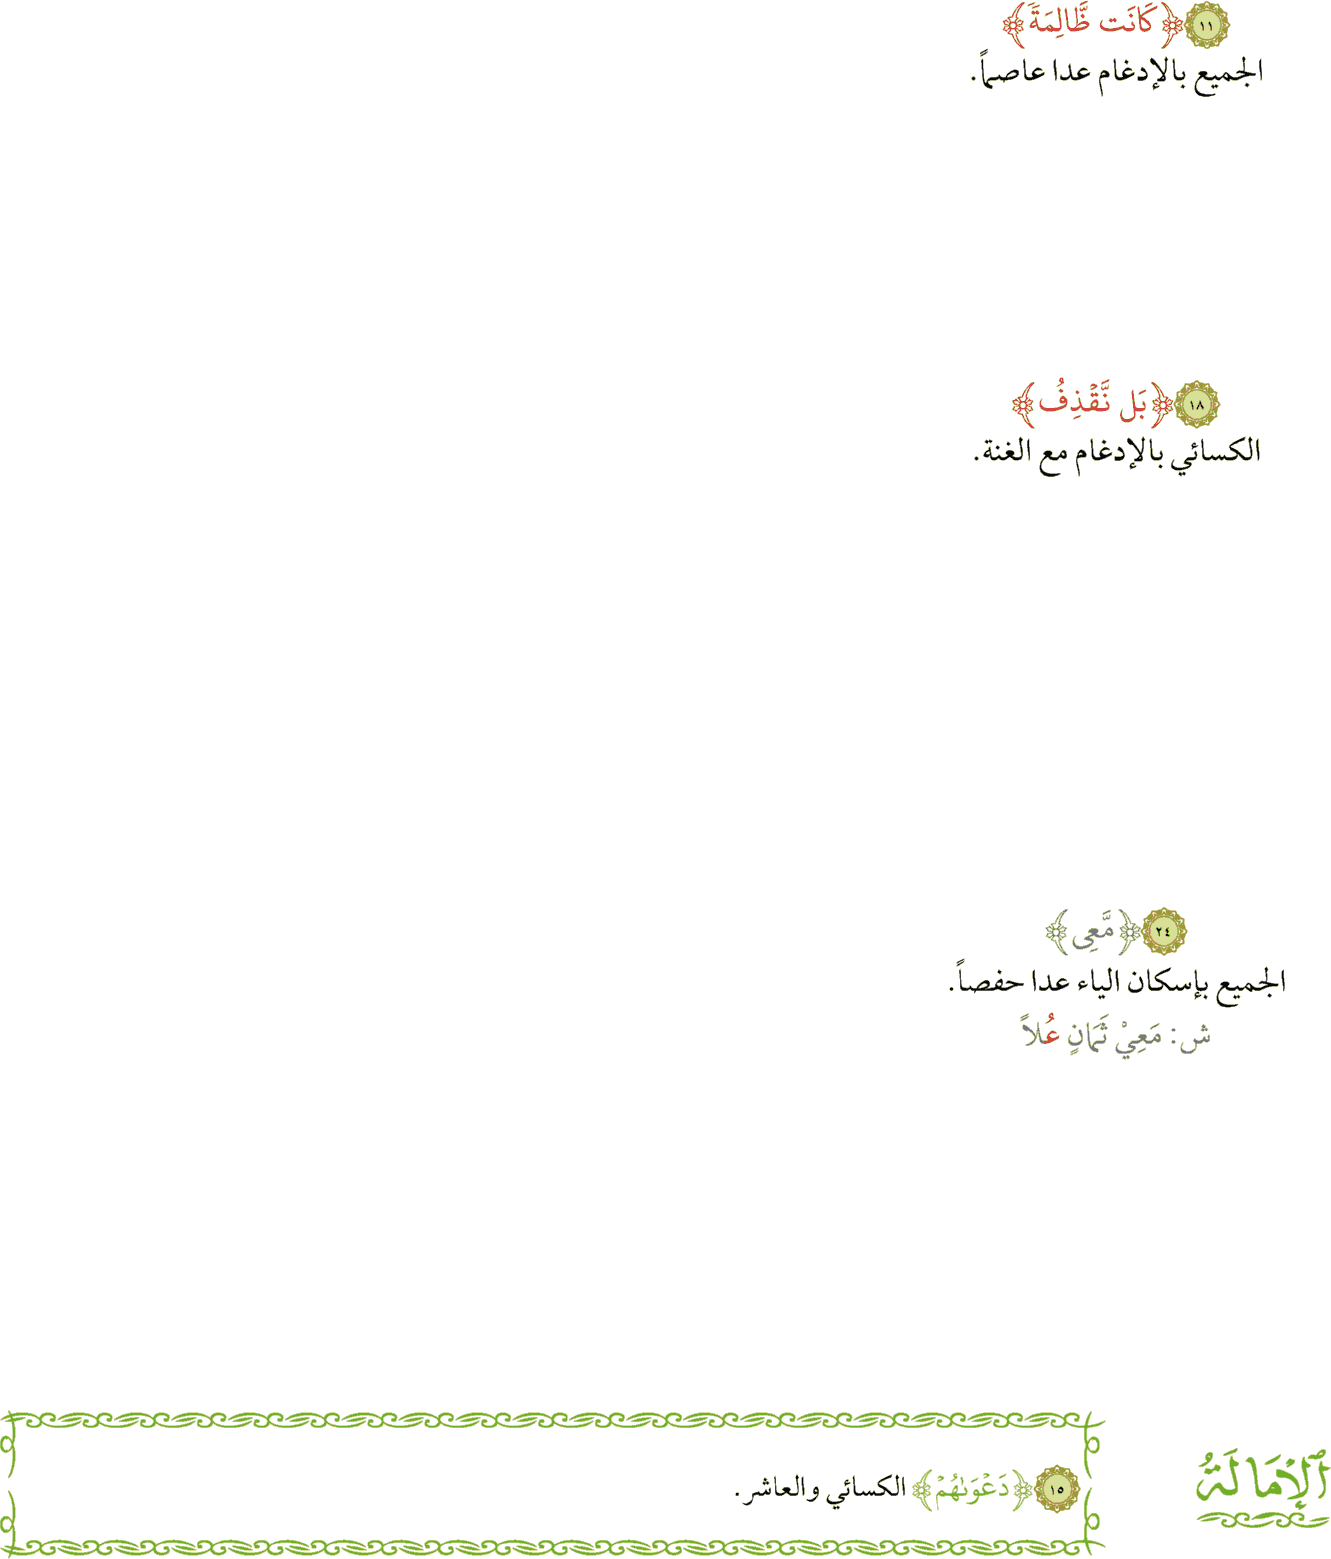 ١١ ﴿كَانَت ظَّالِمَةً﴾
الجميع بالإدغام عدا عاصماً.
١٨ ﴿بَل نَّقْذِفُ﴾
الكسائي بالإدغام مع الغنة.
٢٤ ﴿مَّعِى﴾
الجميع بإسكان الياء عدا حفصاً.
ش: مَعِيْ ثَمَانٍ عُلاً
ٱلْإِمَالَةُ
١٥ ﴿دَعْوَىٰهُمْ﴾ الكسائي والعاشر.